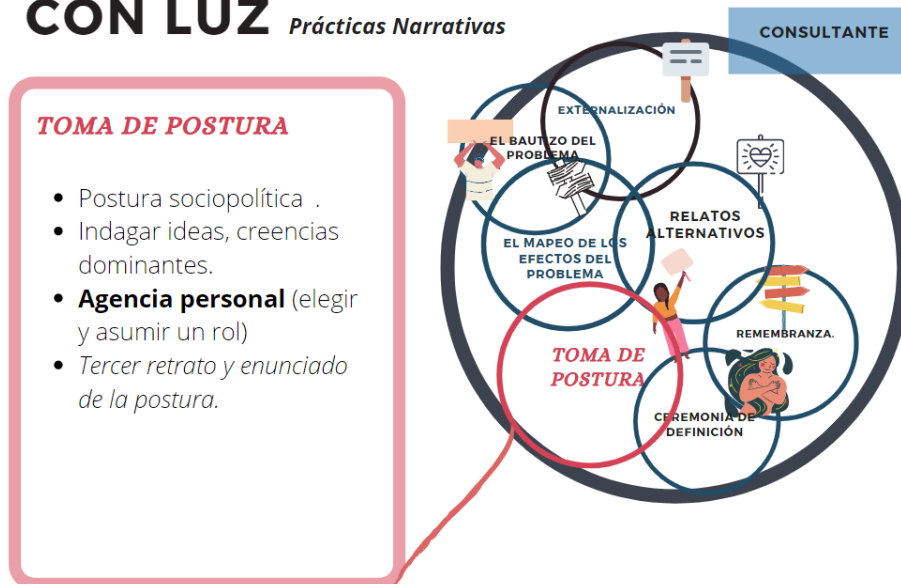 CON LUZ Prácticas Narrativas
CONSULTANTE
TOMA DE POSTURA
• Postura sociopolítica .
• Indagar ideas, creencias
dominantes.
• Agencia personal (elegir
y asumir un rol)
• Tercer retrato y enunciado
de la postura.
EXTERNALIZACIÓN
EL BAUTIZO DEL
PROBLEMA
RELATOS
ALTERNATIVOS
EL MAPEO DE LOS
EFECTOS DEL
PROBLEMA
REMEMBRANZA.
TOMA DE
POSTURA
CEREMONIA DE
DEFINICIÓN